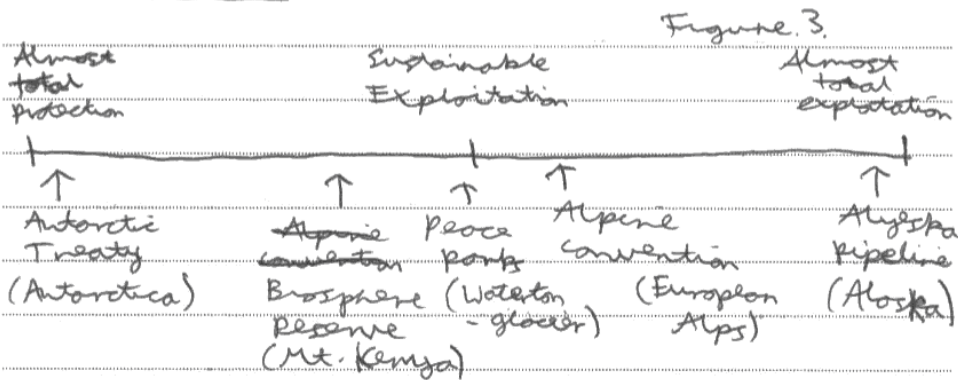 Figure. 3.
Almost
total
protection
Sustainable
Exploitation
Almost
total
exploitation
Antarctic
Treaty
(Antarctica)
Alpine
convention
Biosphere
Reserve
(Mt. Kenya)
Peace
parks
(Waterton
- glacier)
Alpine
convention
(European
Alps)
Alyeska
Pipeline
(Alaska)